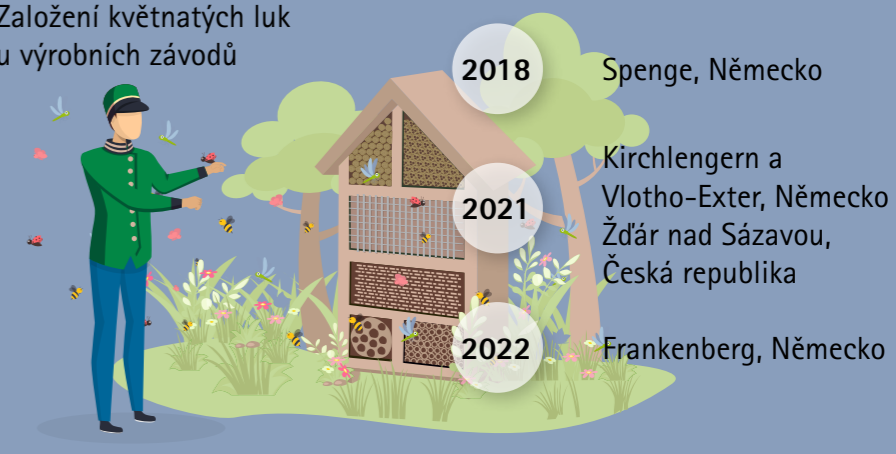 Založení květnatých luk
u výrobních závodů
2018
Spenge, Německo
2021
Kirchlengern a
Vlotho-Exter, Německo
Žďár nad Sázavou,
Česká republika
2022
Frankenberg, Německo